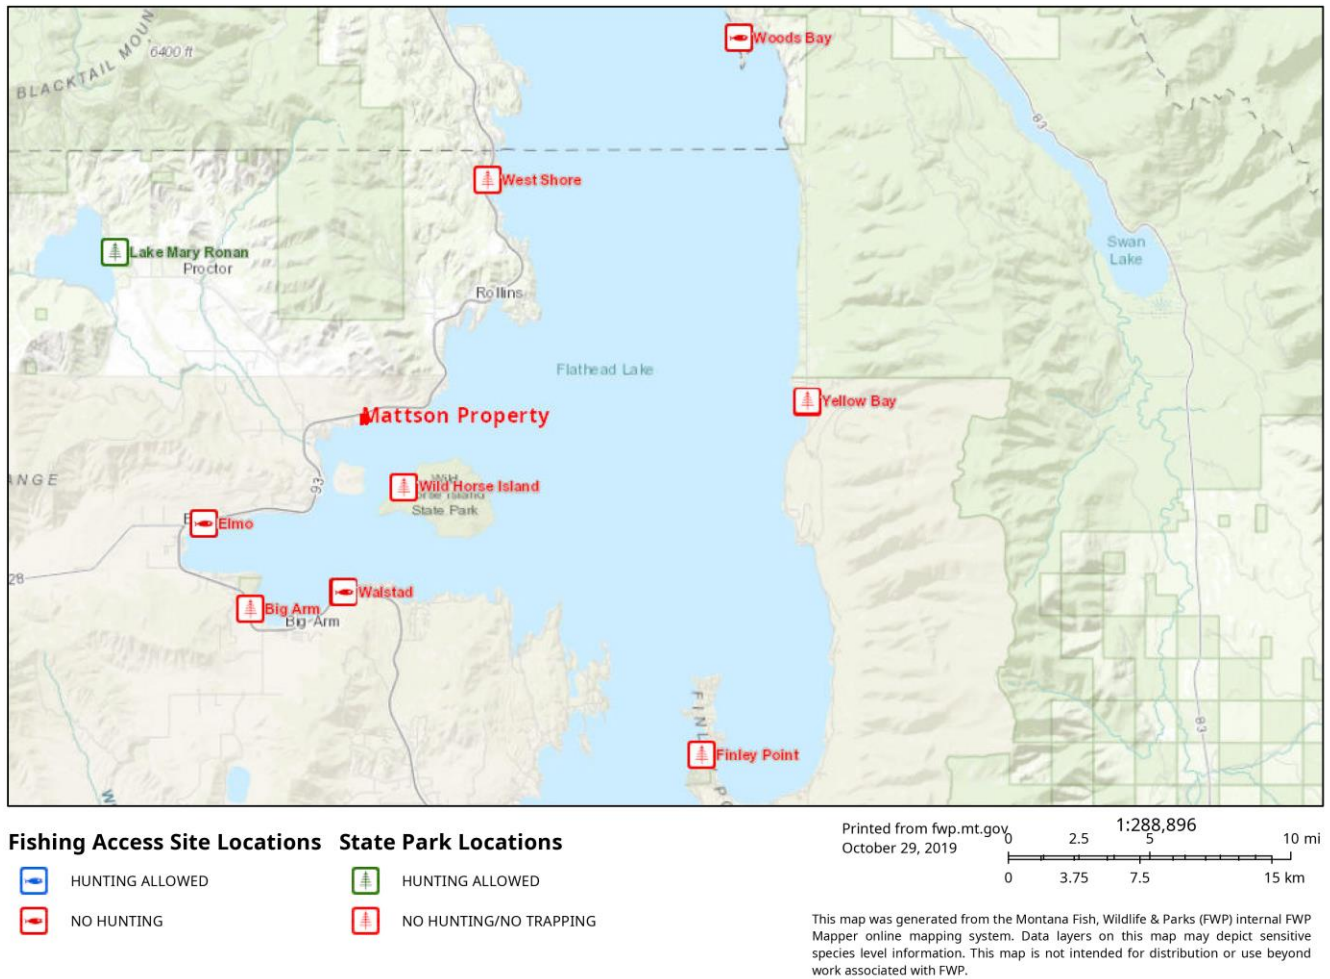 BLACKTAIL MOUN
6400 ft
Woods Bay
83
West Shore
Lake Mary Ronan
Proctor
Swan
Lake
Rollins
Flathead Lake
Yellow Bay
Mattson Property
ANGE
93
Wild Horse Island
State Park
Elmo
28
Walstad
Big Arm
Big Arm
FINL
Finley Point
PO
83
W
Fishing Access Site Locations
HUNTING ALLOWED
NO HUNTING
State Park Locations
HUNTING ALLOWED
NO HUNTING/NO TRAPPING
Printed from fwp.mt.gov
October 29, 2019
1:288,896
0 2.5 5 10 mi
0 3.75 7.5 15 km
This map was generated from the Montana Fish, Wildlife & Parks (FWP) internal FWP
Mapper online mapping system. Data layers on this map may depict sensitive
species level information. This map is not intended for distribution or use beyond
work associated with FWP.